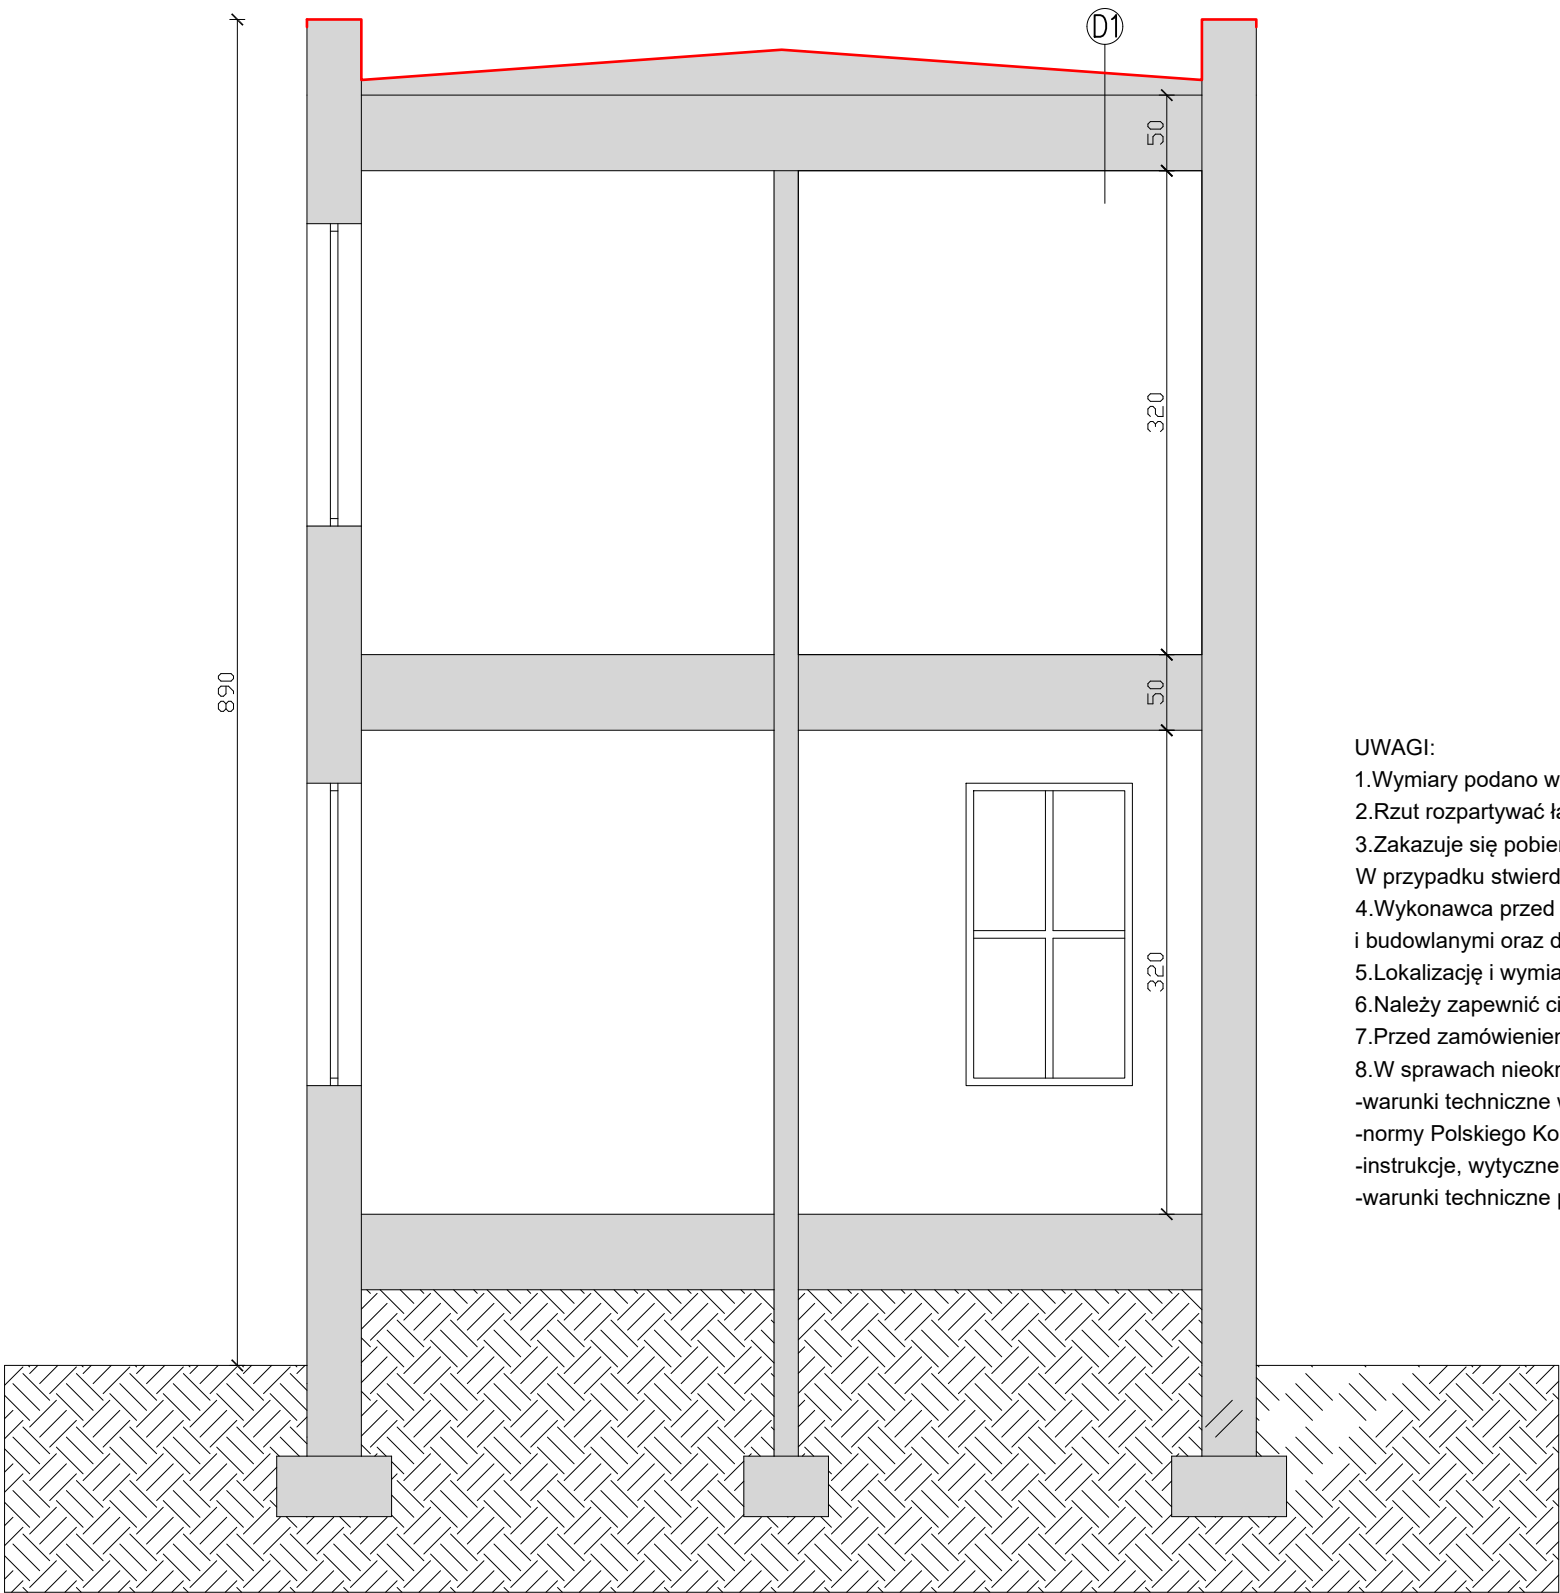 D1
50
320
890
50
320
UWAGI:
1.Wymiary podano w
2.Rzut rozpartywać ła
3.Zakazuje się pobier
W przypadku stwierd
4.Wykonawca przed
i budowlanymi oraz d
5.Lokalizację i wymia
6.Należy zapewnić ci
7.Przed zamówienier
8.W sprawach nieokr
-warunki techniczne w
-normy Polskiego Ko
-instrukcje, wytyczne
-warunki techniczne p